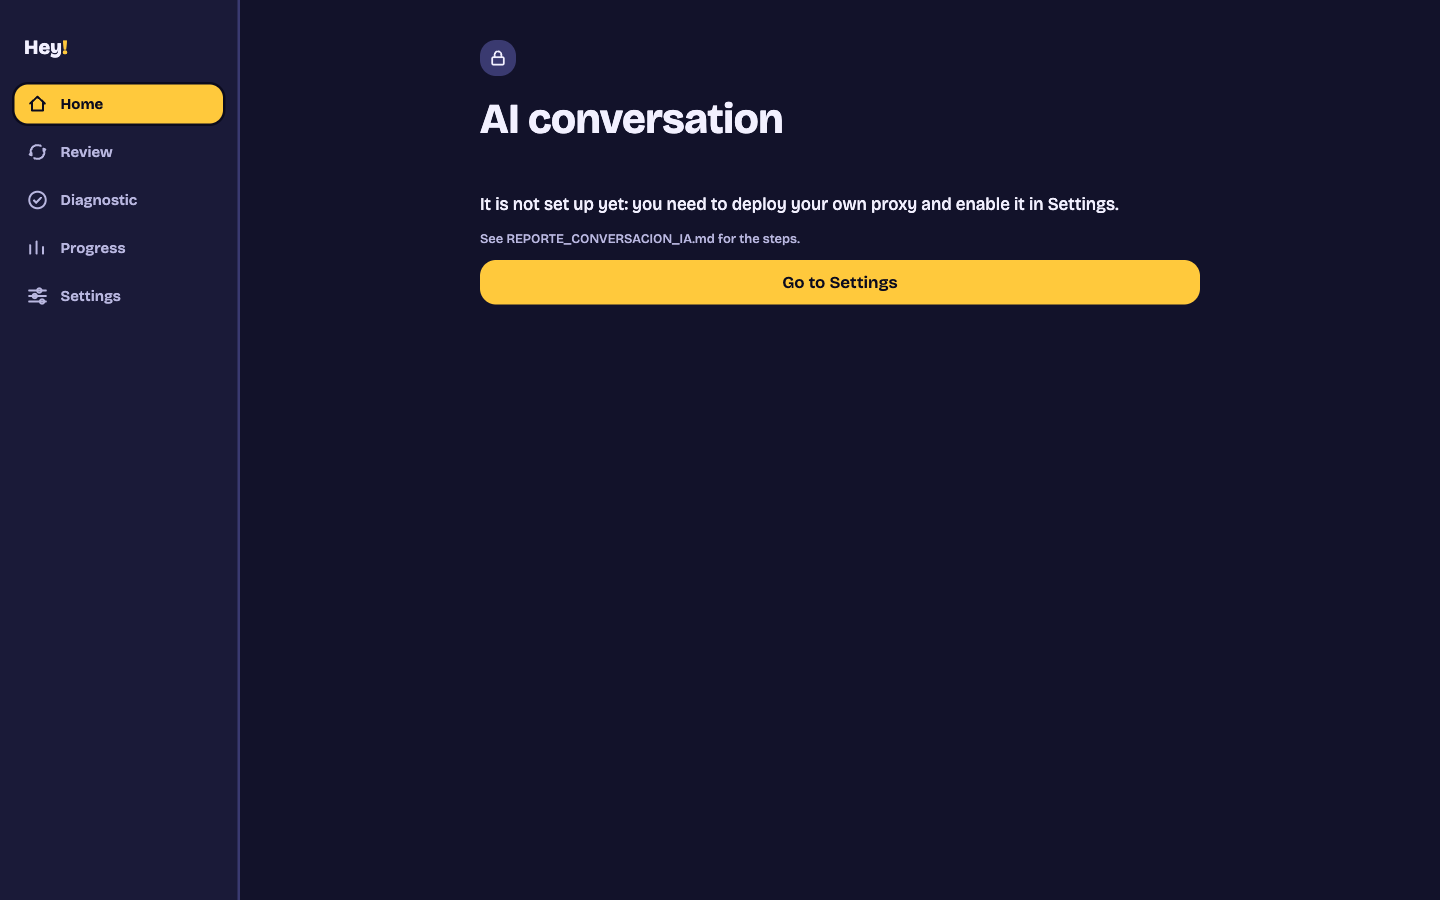 Hey!
Home
Review
Diagnostic
Progress
Settings
AI conversation
It is not set up yet: you need to deploy your own proxy and enable it in Settings.
See REPORTE_CONVERSACION_IA.md for the steps.
Go to Settings